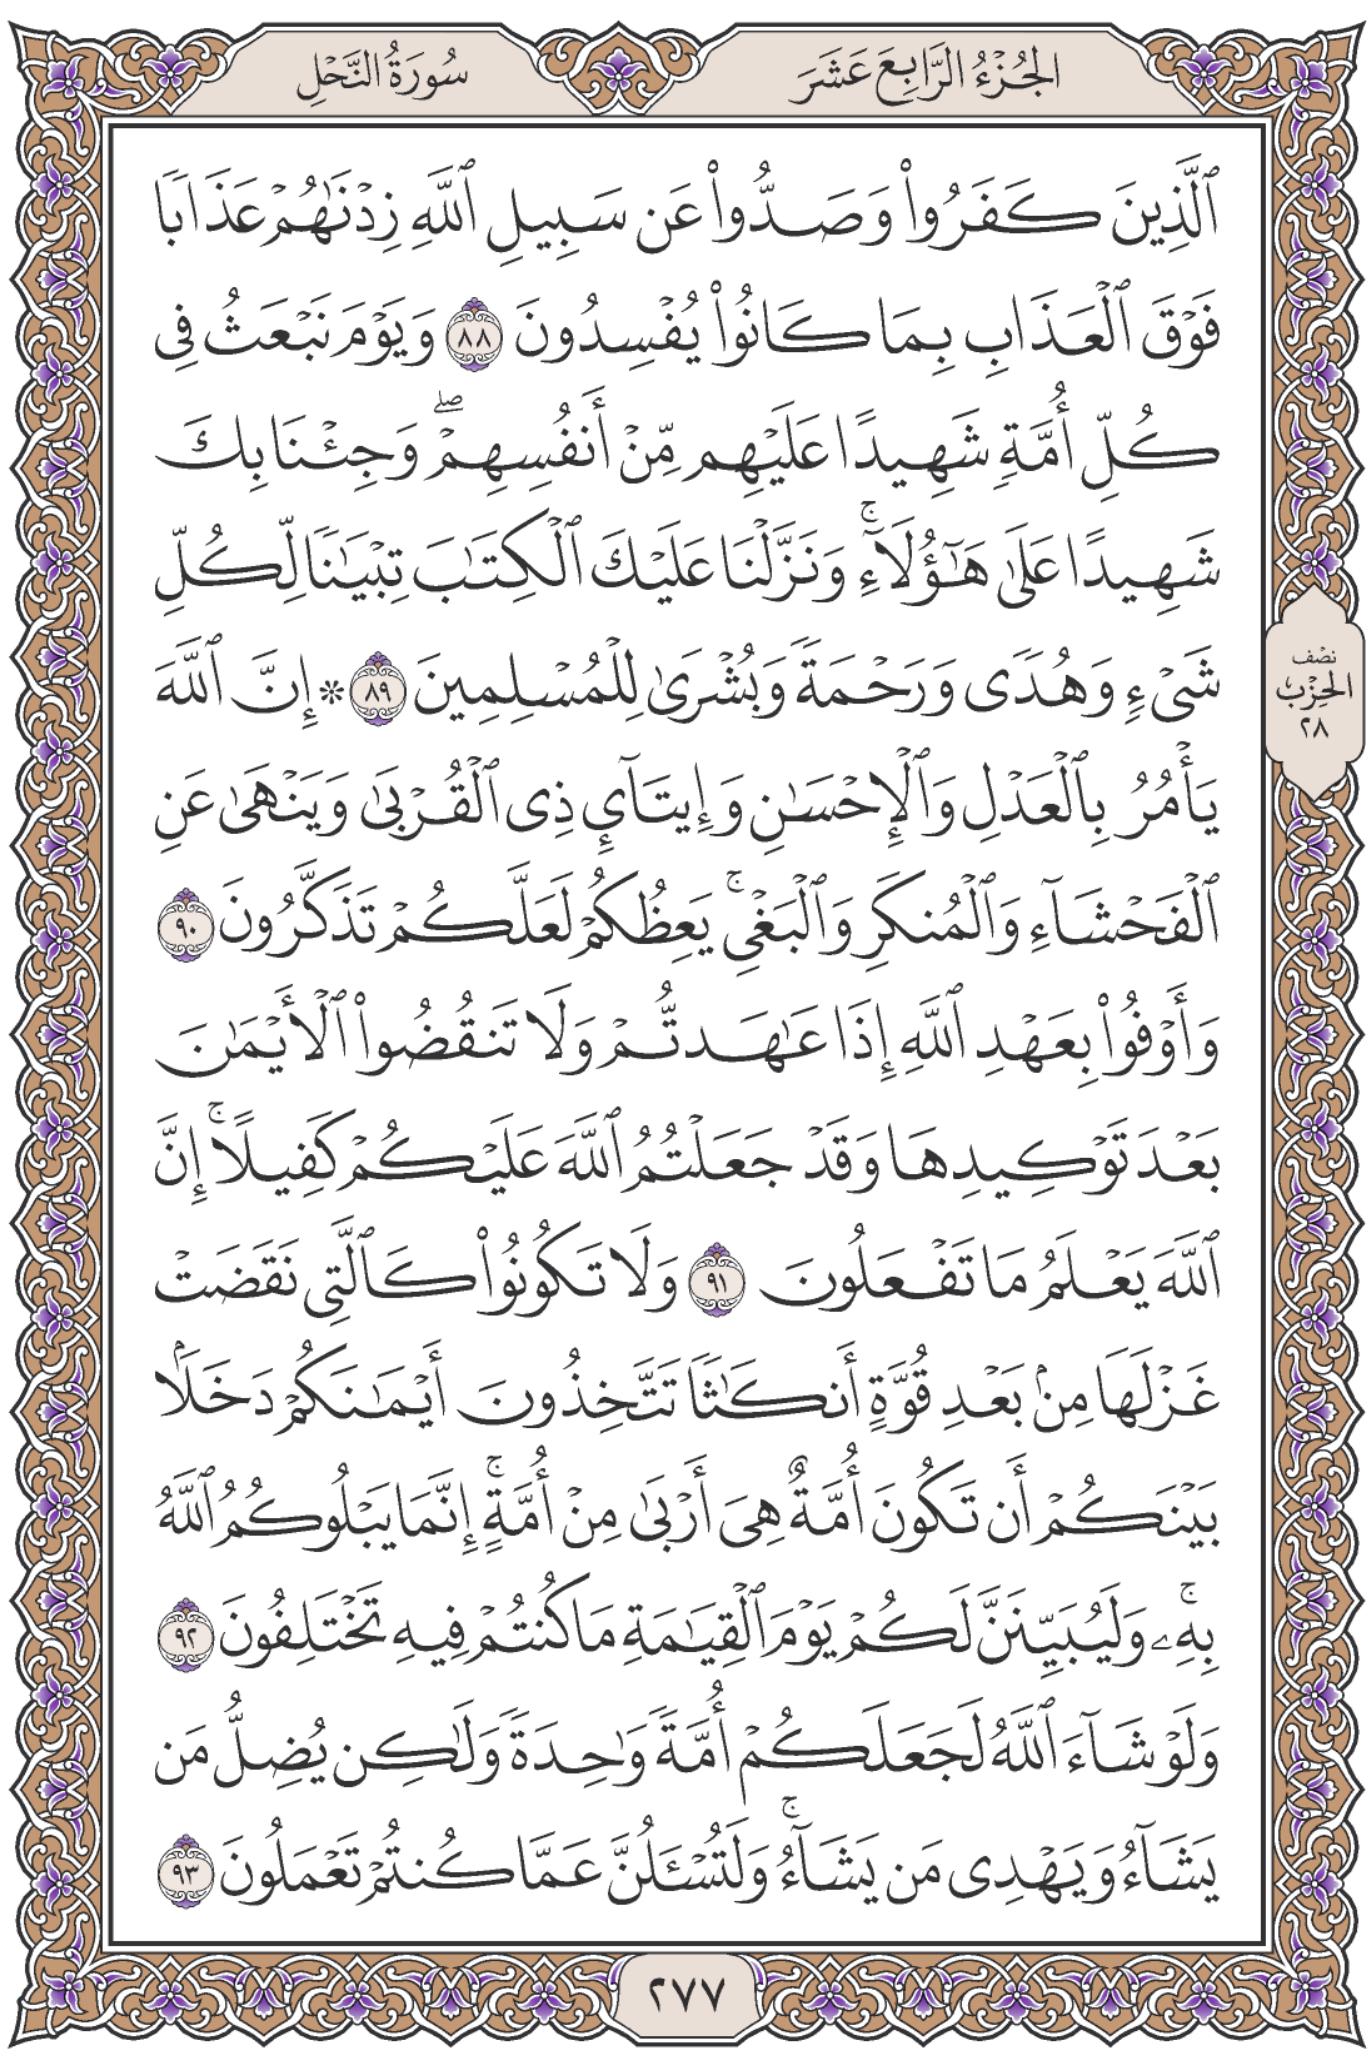 الجُزْءُ الرَّابِعَ عَشَرَ
سُورَةُ النَّحْلِ
ٱلَّذِينَ كَفَرُوا۟ وَصَدُّوا۟ عَن سَبِيلِ ٱللَّهِ زِدْنَـٰهُمْ عَذَابًا
فَوْقَ ٱلْعَذَابِ بِمَا كَانُوا۟ يُفْسِدُونَ ٨٨ وَيَوْمَ نَبْعَثُ فِى
كُلِّ أُمَّةٍ شَهِيدًا عَلَيْهِم مِّنْ أَنفُسِهِمْ ۖ وَجِئْنَا بِكَ
شَهِيدًا عَلَىٰ هَـٰٓؤُلَآءِ ۚ وَنَزَّلْنَا عَلَيْكَ ٱلْكِتَـٰبَ تِبْيَـٰنًا لِّكُلِّ
شَىْءٍ وَهُدًى وَرَحْمَةً وَبُشْرَىٰ لِلْمُسْلِمِينَ ٨٩ * إِنَّ ٱللَّهَ
يَأْمُرُ بِٱلْعَدْلِ وَٱلْإِحْسَـٰنِ وَإِيتَآئِ ذِى ٱلْقُرْبَىٰ وَيَنْهَىٰ عَنِ
ٱلْفَحْشَآءِ وَٱلْمُنكَرِ وَٱلْبَغْىِ ۚ يَعِظُكُمْ لَعَلَّكُمْ تَذَكَّرُونَ ٩٠
وَأَوْفُوا۟ بِعَهْدِ ٱللَّهِ إِذَا عَـٰهَدتُّمْ وَلَا تَنقُضُوا۟ ٱلْأَيْمَـٰنَ
بَعْدَ تَوْكِيدِهَا وَقَدْ جَعَلْتُمُ ٱللَّهَ عَلَيْكُمْ كَفِيلًا ۚ إِنَّ
ٱللَّهَ يَعْلَمُ مَا تَفْعَلُونَ ٩١ وَلَا تَكُونُوا۟ كَٱلَّتِى نَقَضَتْ
غَزْلَهَا مِنۢ بَعْدِ قُوَّةٍ أَنكَـٰثًا تَتَّخِذُونَ أَيْمَـٰنَكُمْ دَخَلًۢا
بَيْنَكُمْ أَن تَكُونَ أُمَّةٌ هِىَ أَرْبَىٰ مِنْ أُمَّةٍ ۚ إِنَّمَا يَبْلُوكُمُ ٱللَّهُ
بِهِۦ ۚ وَلَيُبَيِّنَنَّ لَكُمْ يَوْمَ ٱلْقِيَـٰمَةِ مَا كُنتُمْ فِيهِ تَخْتَلِفُونَ ٩٢
وَلَوْ شَآءَ ٱللَّهُ لَجَعَلَكُمْ أُمَّةً وَٰحِدَةً وَلَـٰكِن يُضِلُّ مَن
يَشَآءُ وَيَهْدِى مَن يَشَآءُ ۚ وَلَتُسْـَٔلُنَّ عَمَّا كُنتُمْ تَعْمَلُونَ ٩٣
نصف
الحِزْب
٢٨
٢٧٧